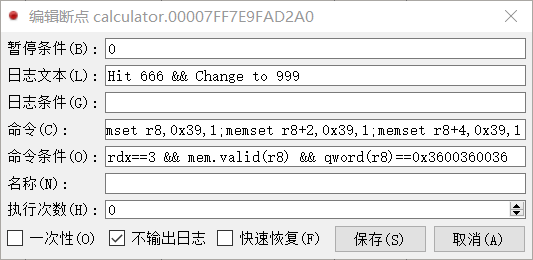 编辑断点 calculator.00007FF7E9FAD2A0
暂停条件(B): 0
日志文本(L): Hit 666 && Change to 999
日志条件(G):
命令(C): mset r8,0x39,1;memset r8+2,0x39,1;memset r8+4,0x39,1
命令条件(O): rdx==3 && mem.valid(r8) && qword(r8)==0x3600360036
名称(N):
执行次数(H): 0
一次性(O) 不输出日志 快速恢复(F) 保存(S) 取消(A)